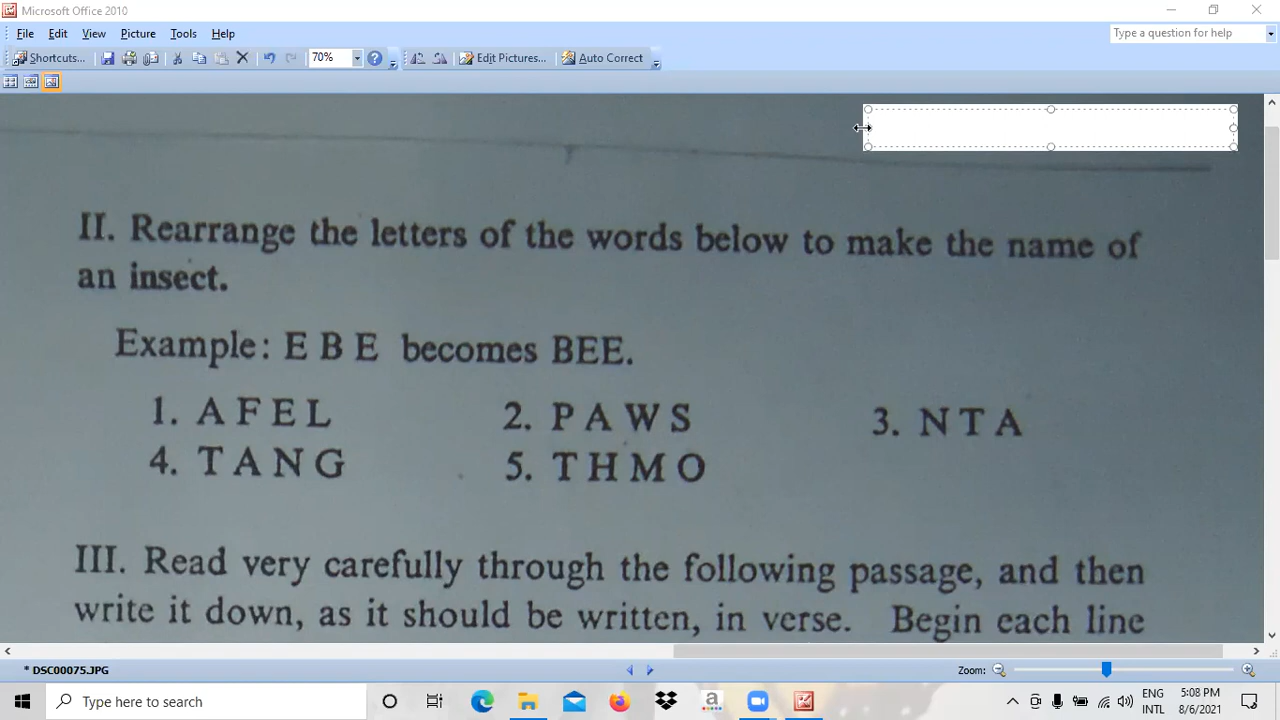 Microsoft Office 2010
File Edit View Picture Tools Help
Type a question for help
Shortcuts... 70% Edit Pictures... Auto Correct
II. Rearrange the letters of the words below to make the name of
an insect.
Example: E B E becomes BEE.
1. A F E L 2. P A W S 3. N T A
4. T A N G 5. T H M O
III. Read very carefully through the following passage, and then
write it down, as it should be written, in verse. Begin each line
* DSC00075.JPG
Zoom:
Type here to search
a
ENG
INTL
5:08 PM
8/6/2021